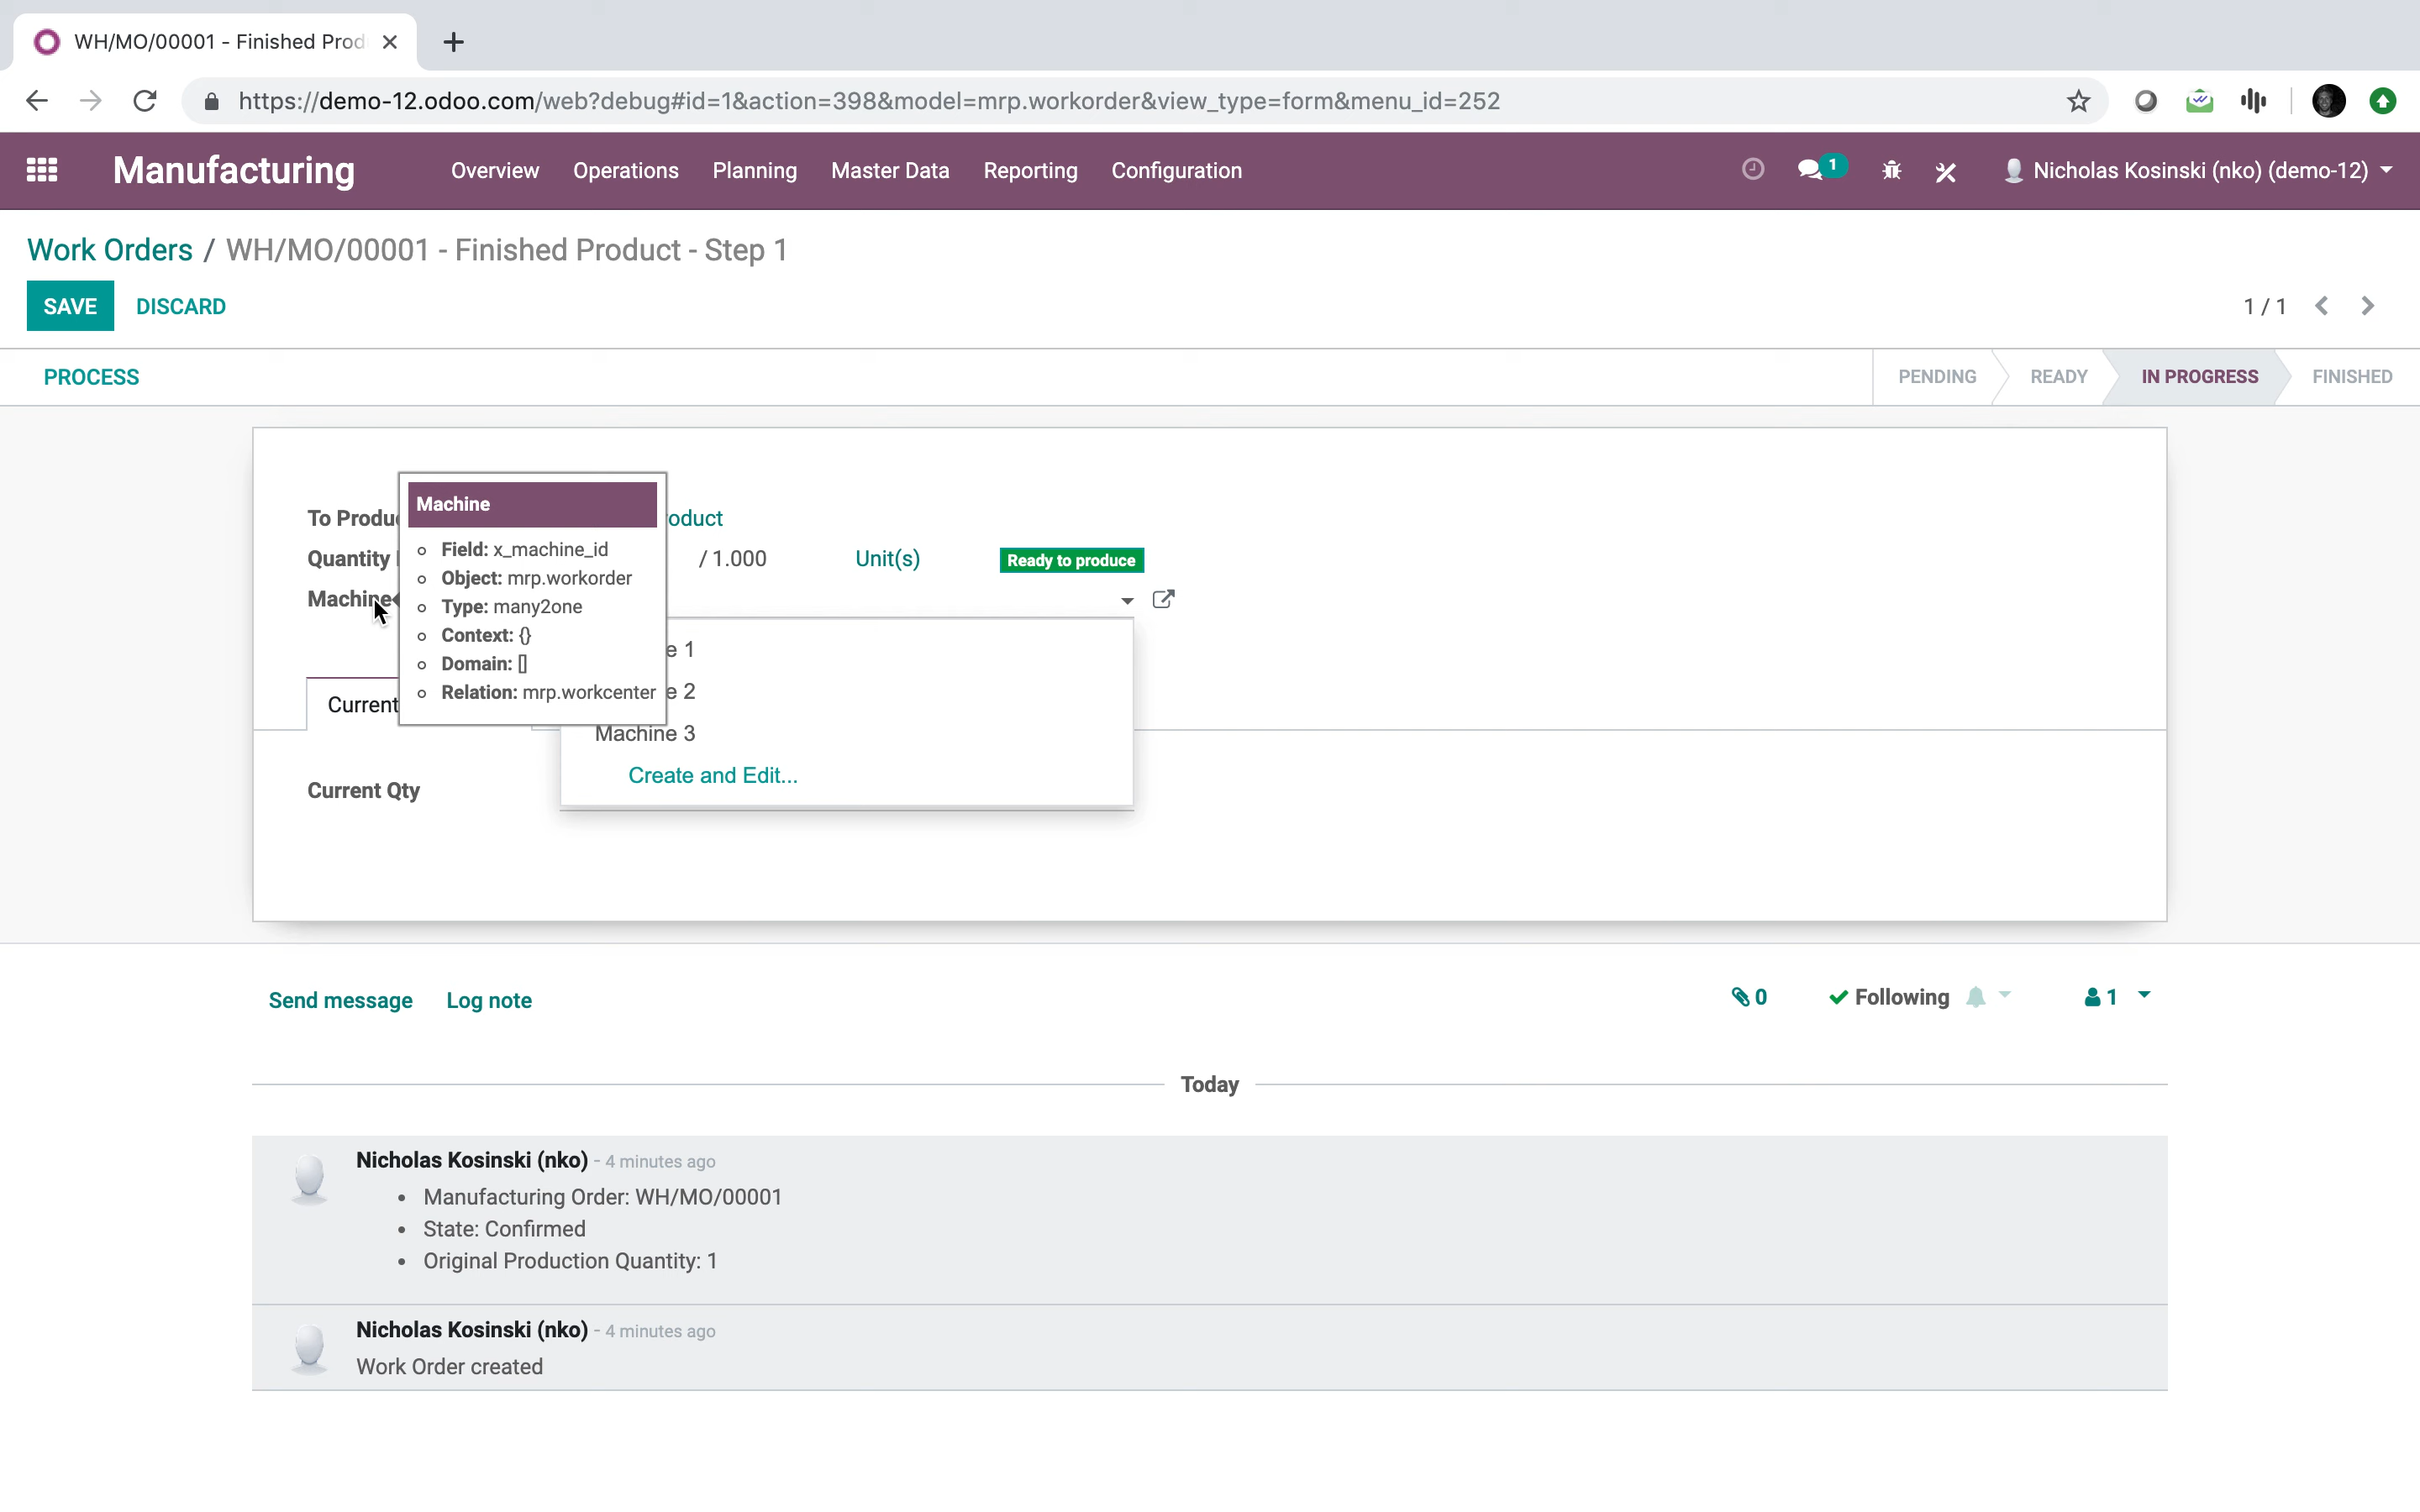 WH/MO/00001 - Finished Prod
https://demo-12.odoo.com/web?debug#id=1&action=398&model=mrp.workorder&view_type=form&menu_id=252
Manufacturing Overview Operations Planning Master Data Reporting Configuration 1 Nicholas Kosinski (nko) (demo-12)
Work Orders / WH/MO/00001 - Finished Product - Step 1
SAVE DISCARD 1 / 1
PROCESS PENDING READY IN PROGRESS FINISHED
Machine
Field: x_machine_id
Object: mrp.workorder
Type: many2one
Context: {}
Domain: []
Relation: mrp.workcenter
To Produ oduct
Quantity / 1.000 Unit(s) Ready to produce
Machine
e 1
e 2
Machine 3
Create and Edit...
Current
Current Qty
Send message Log note 0 Following 1
Today
Nicholas Kosinski (nko) - 4 minutes ago
• Manufacturing Order: WH/MO/00001
• State: Confirmed
• Original Production Quantity: 1
Nicholas Kosinski (nko) - 4 minutes ago
Work Order created